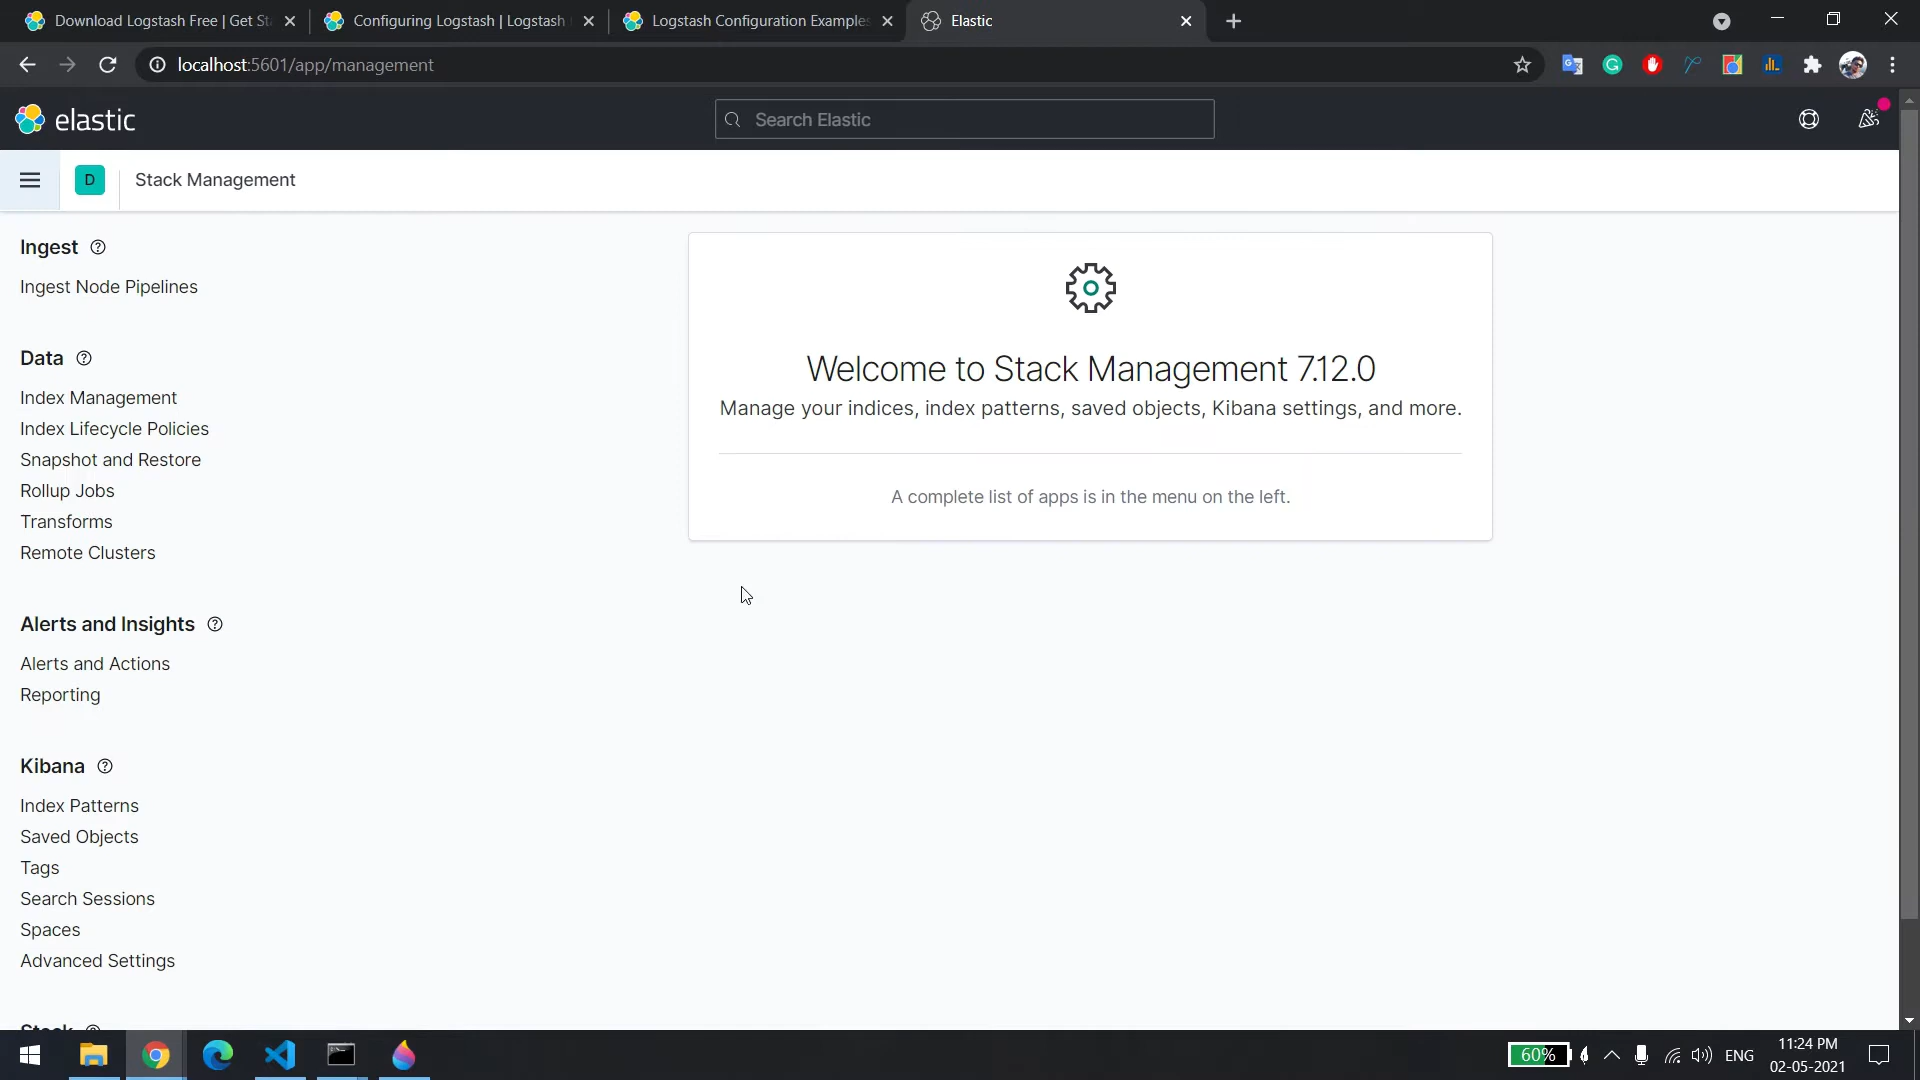 Download Logstash Free | Get St
Configuring Logstash | Logstash
Logstash Configuration Examples
Elastic
localhost:5601/app/management
elastic
Search Elastic
D
Stack Management
Ingest
Ingest Node Pipelines
Data
Index Management
Index Lifecycle Policies
Snapshot and Restore
Rollup Jobs
Transforms
Remote Clusters
Alerts and Insights
Alerts and Actions
Reporting
Kibana
Index Patterns
Saved Objects
Tags
Search Sessions
Spaces
Advanced Settings
Stack
Welcome to Stack Management 7.12.0
Manage your indices, index patterns, saved objects, Kibana settings, and more.
A complete list of apps is in the menu on the left.
60%
ENG
11:24 PM
02-05-2021